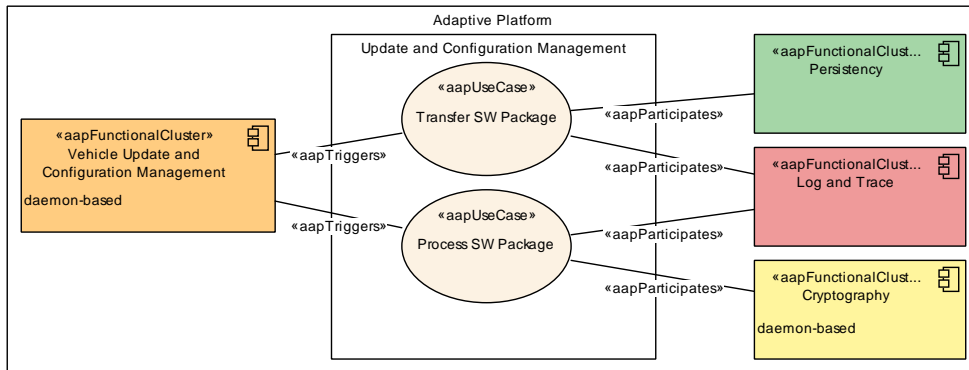 Adaptive Platform
Update and Configuration Management
«aapFunctionalCluster»
Vehicle Update and
Configuration Management
daemon-based
«aapTriggers»
«aapTriggers»
«aapUseCase»
Transfer SW Package
«aapUseCase»
Process SW Package
«aapParticipates»
«aapParticipates»
«aapParticipates»
«aapParticipates»
«aapFunctionalClust...
Persistency
«aapFunctionalClust...
Log and Trace
«aapFunctionalClust...
Cryptography
daemon-based